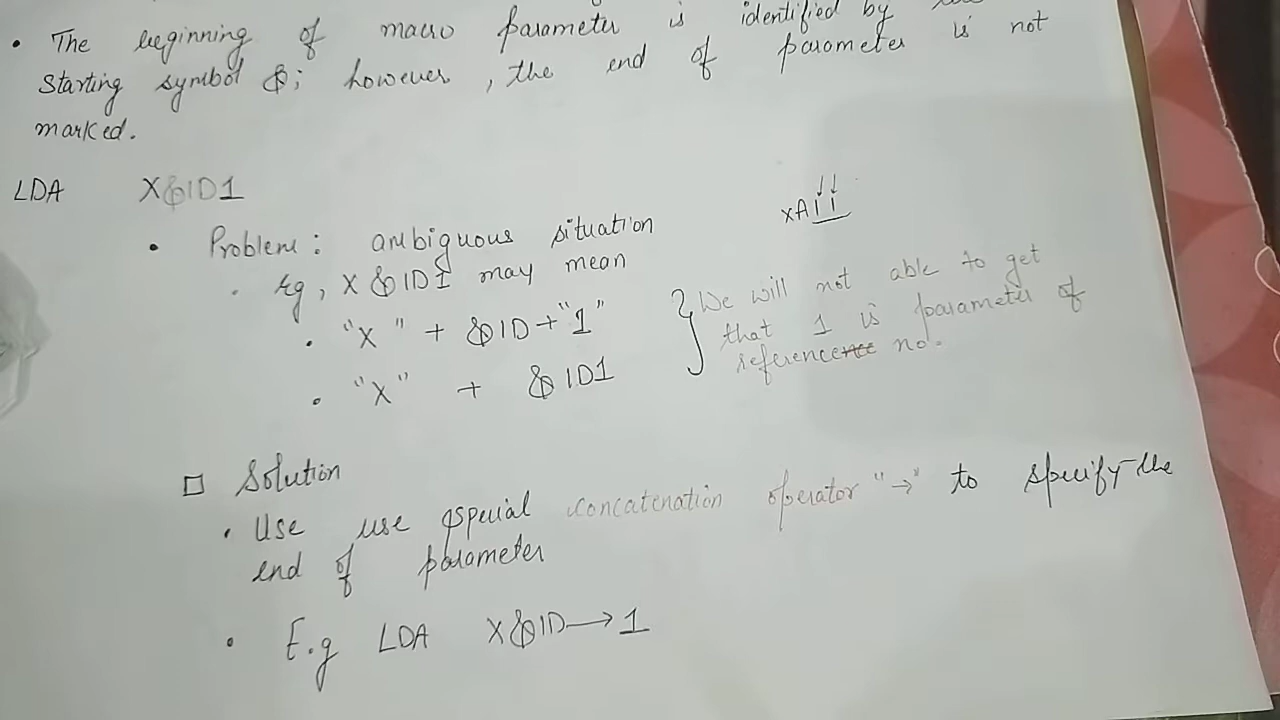 • The beginning of macro parameter is identified by
starting symbol &; however, the end of parameter is not
marked.
LDA X&ID1
xA11
• Problem: ambiguous situation
• Eg, X&ID1 may mean
• "X" + &ID+"1"
• "X" + &ID1
} We will not able to get
that 1 is parameter of
reference no.
□ Solution
• Use use special concatenation operator "→" to specify the
end of parameter
• E.g LDA X&ID→1